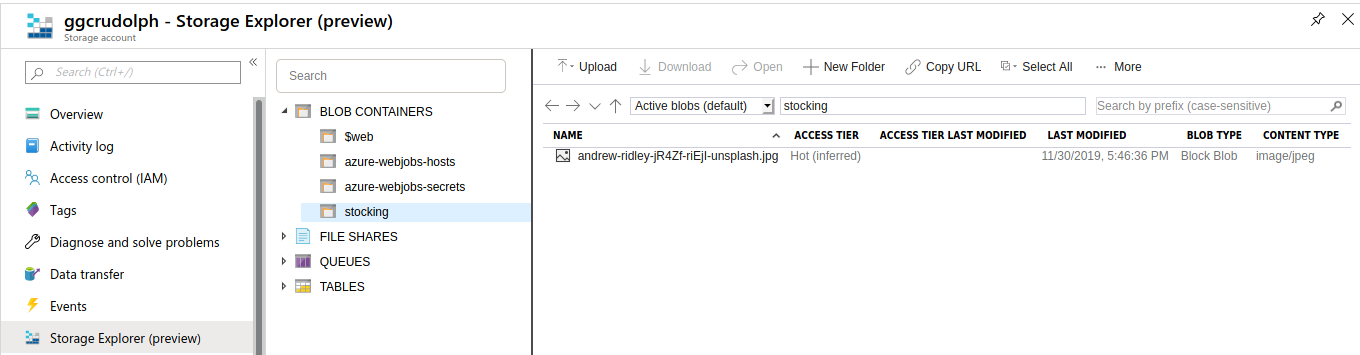 ggcrudolph - Storage Explorer (preview)
Storage account
Search (Ctrl+/)
Overview
Activity log
Access control (IAM)
Tags
Diagnose and solve problems
Data transfer
Events
Storage Explorer (preview)
Search
BLOB CONTAINERS
$web
azure-webjobs-hosts
azure-webjobs-secrets
stocking
FILE SHARES
QUEUES
TABLES
Upload Download Open New Folder Copy URL Select All More
Active blobs (default) stocking Search by prefix (case-sensitive)
NAME ACCESS TIER ACCESS TIER LAST MODIFIED LAST MODIFIED BLOB TYPE CONTENT TYPE
andrew-ridley-jR4Zf-riEjI-unsplash.jpg Hot (inferred) 11/30/2019, 5:46:36 PM Block Blob image/jpeg